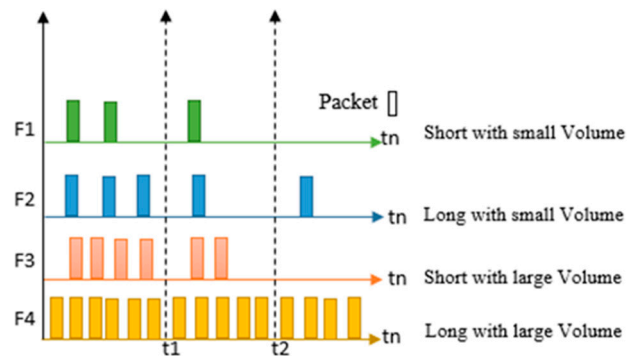 Packet
F1
tn
Short with small Volume
F2
tn
Long with small Volume
F3
tn
Short with large Volume
F4
tn
Long with large Volume
t1
t2